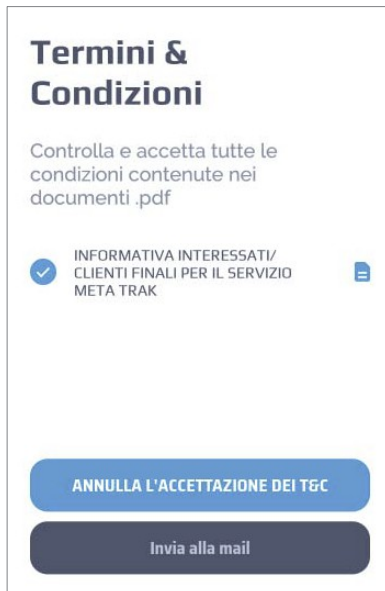 Termini &
Condizioni
Controlla e accetta tutte le
condizioni contenute nei
documenti .pdf
INFORMATIVA INTERESSATI/
CLIENTI FINALI PER IL SERVIZIO
META TRAK
ANNULLA L'ACCETTAZIONE DEI T&C
Invia alla mail